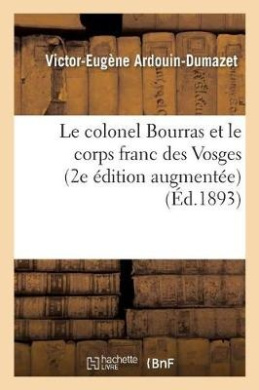 Victor-Eugène Ardouin-Dumazet
Le colonel Bourras et le
corps franc des Vosges
(2e édition augmentée)
(Éd.1893)
hachette
LIVRE
{BnF